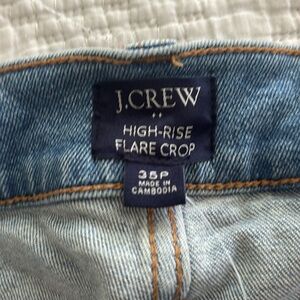 J.CREW
HIGH-RISE
FLARE CROP
35P
MADE IN
CAMBODIA